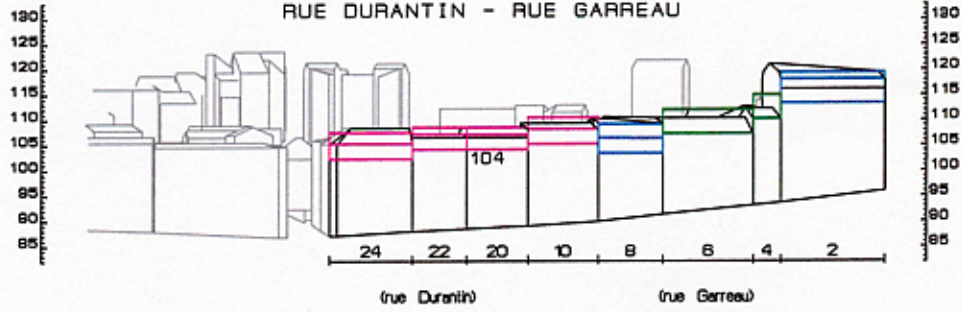 RUE DURANTIN - RUE GARREAU
130 130
125 125
120 120
115 115
110 110
105 105
100 104 100
95 95
90 90
85 85
24 22 20 10 8 6 4 2
(rue Durantin) (rue Garreau)